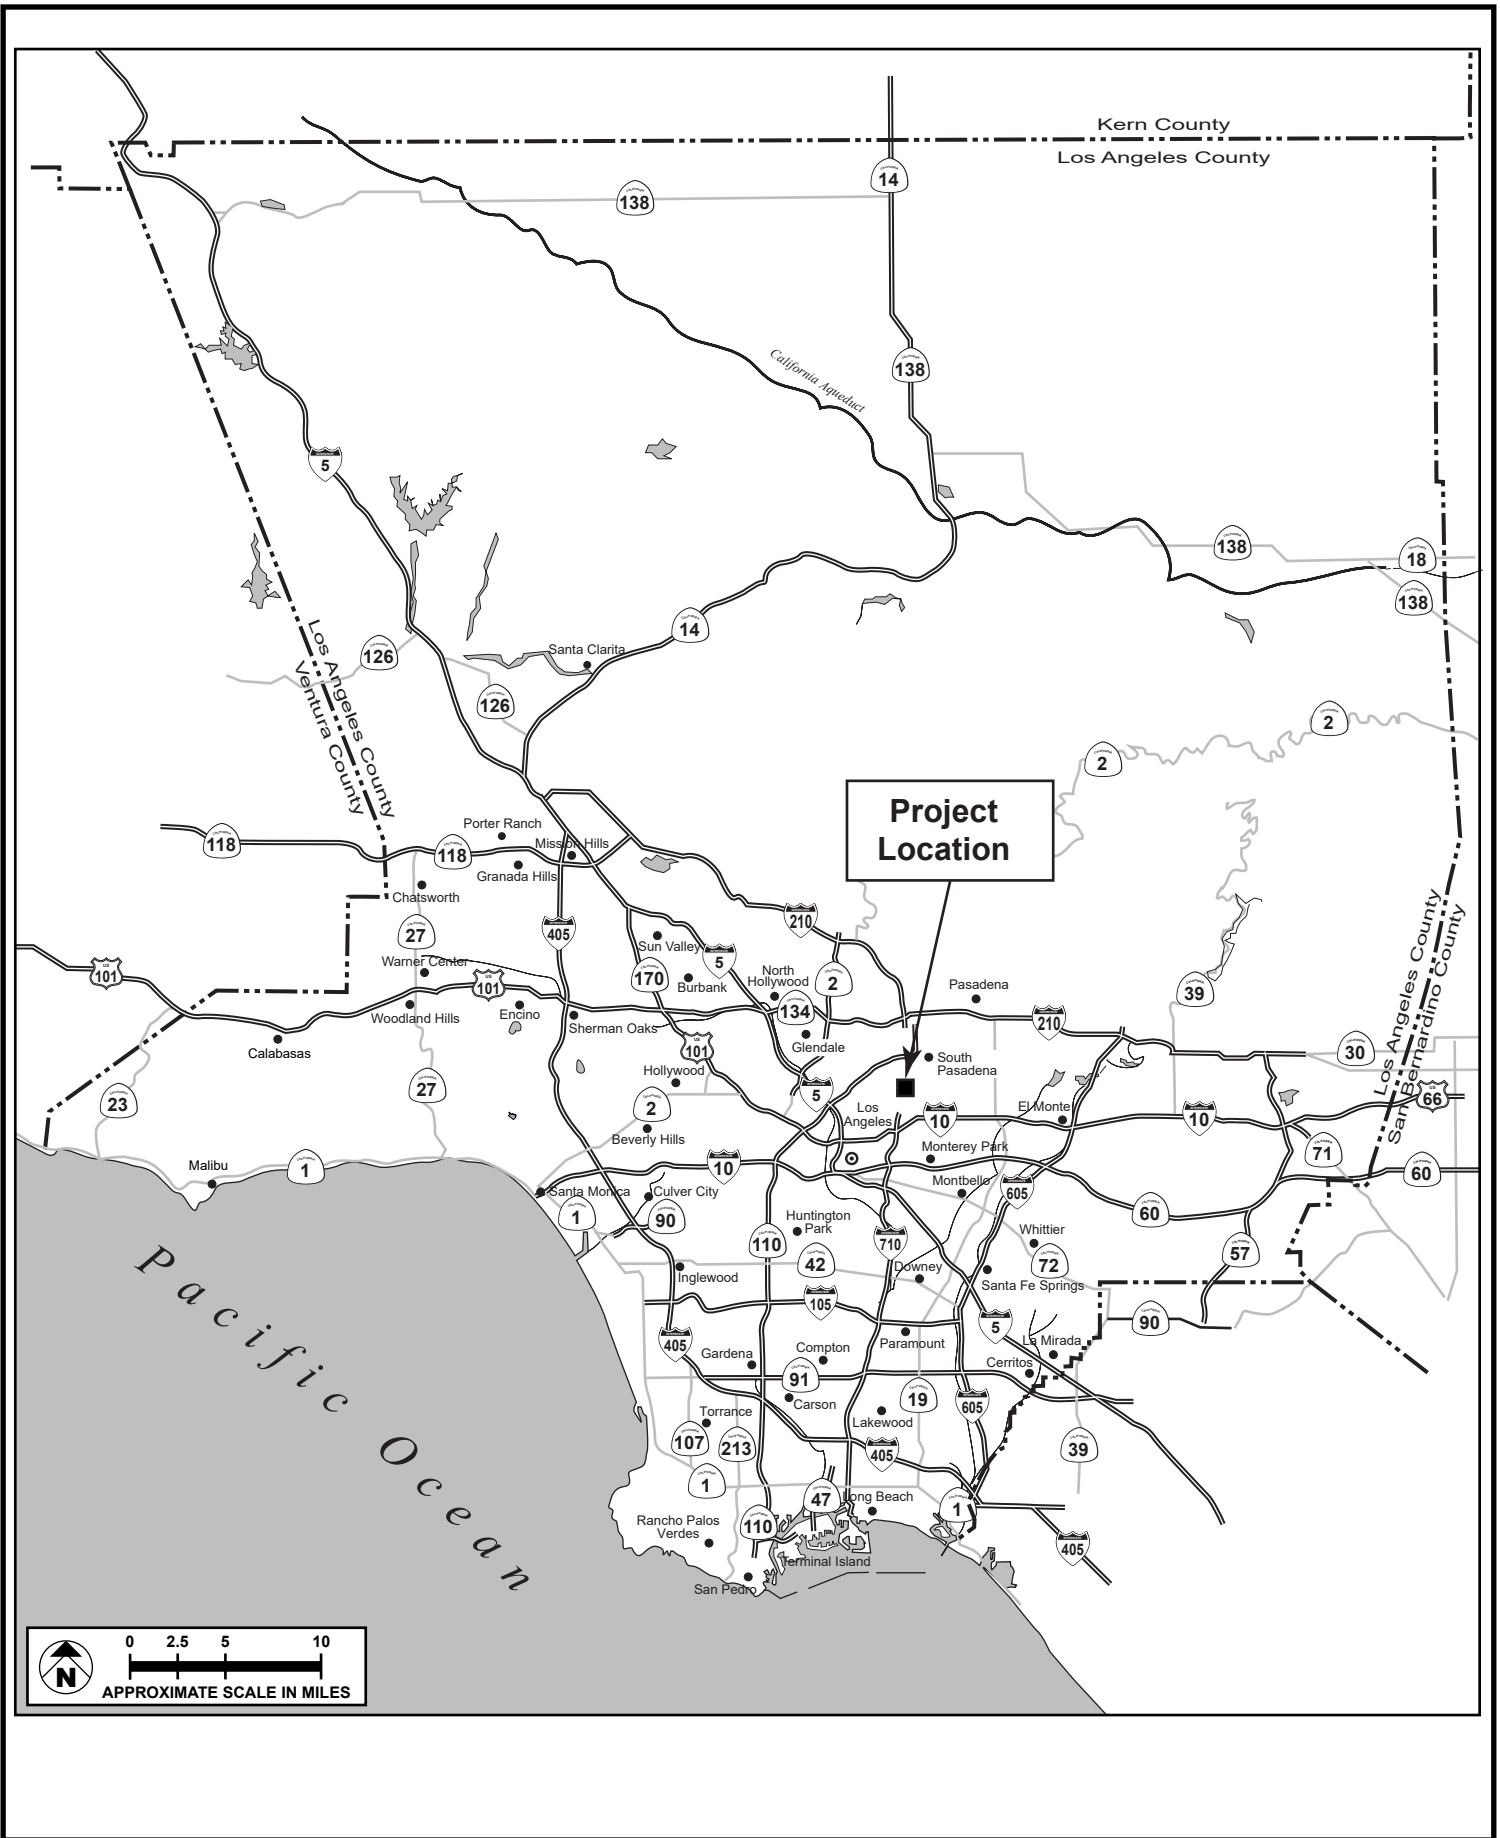 Kern County
Los Angeles County
14
138
138
California Aqueduct
5
138
18
138
14
126
Santa Clarita
126
Los Angeles County
Ventura County
2
2
Project
Location
Porter Ranch
Mission Hills
118
118
Granada Hills
Chatsworth
210
27
405
Sun Valley
5
Warner Center
101
101
170
Burbank
North
Hollywood
2
Pasadena
39
134
Woodland Hills
Encino
Sherman Oaks
210
Calabasas
101
Glendale
South
Pasadena
30
Los Angeles County
San Bernardino County
Hollywood
27
23
2
5
66
Los
Angeles
10
El Monte
10
Beverly Hills
Monterey Park
71
Malibu
1
10
60
Santa Monica
Culver City
Montbello
605
1
90
Huntington
Park
60
110
710
Whittier
42
72
57
Inglewood
Downey
Santa Fe Springs
105
5
90
405
Paramount
La Mirada
Gardena
Compton
Cerritos
91
Carson
19
605
Torrance
Lakewood
107
213
405
39
1
47
Long Beach
1
Rancho Palos
Verdes
110
405
Terminal Island
San Pedro
Pacific Ocean
0 2.5 5 10
N
APPROXIMATE SCALE IN MILES